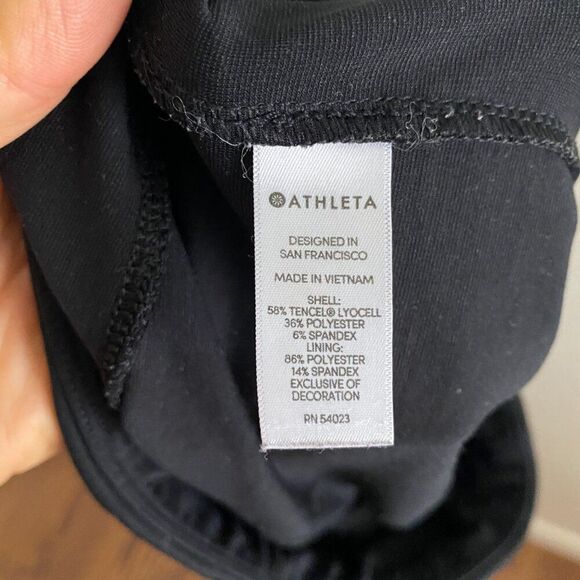 ATHLETA
DESIGNED IN
SAN FRANCISCO
MADE IN VIETNAM
SHELL:
58% TENCEL® LYOCELL
36% POLYESTER
6% SPANDEX
LINING:
86% POLYESTER
14% SPANDEX
EXCLUSIVE OF
DECORATION
RN 54023